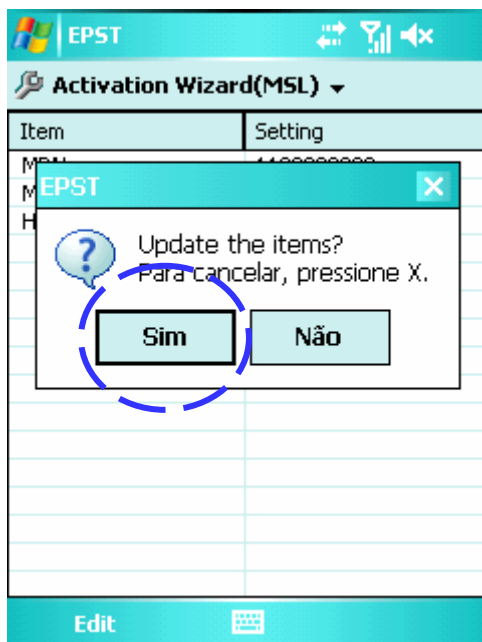 EPST
Activation Wizard(MSL)
Item Setting
EPST
Update the items?
Para cancelar, pressione X.
Sim Não
Edit